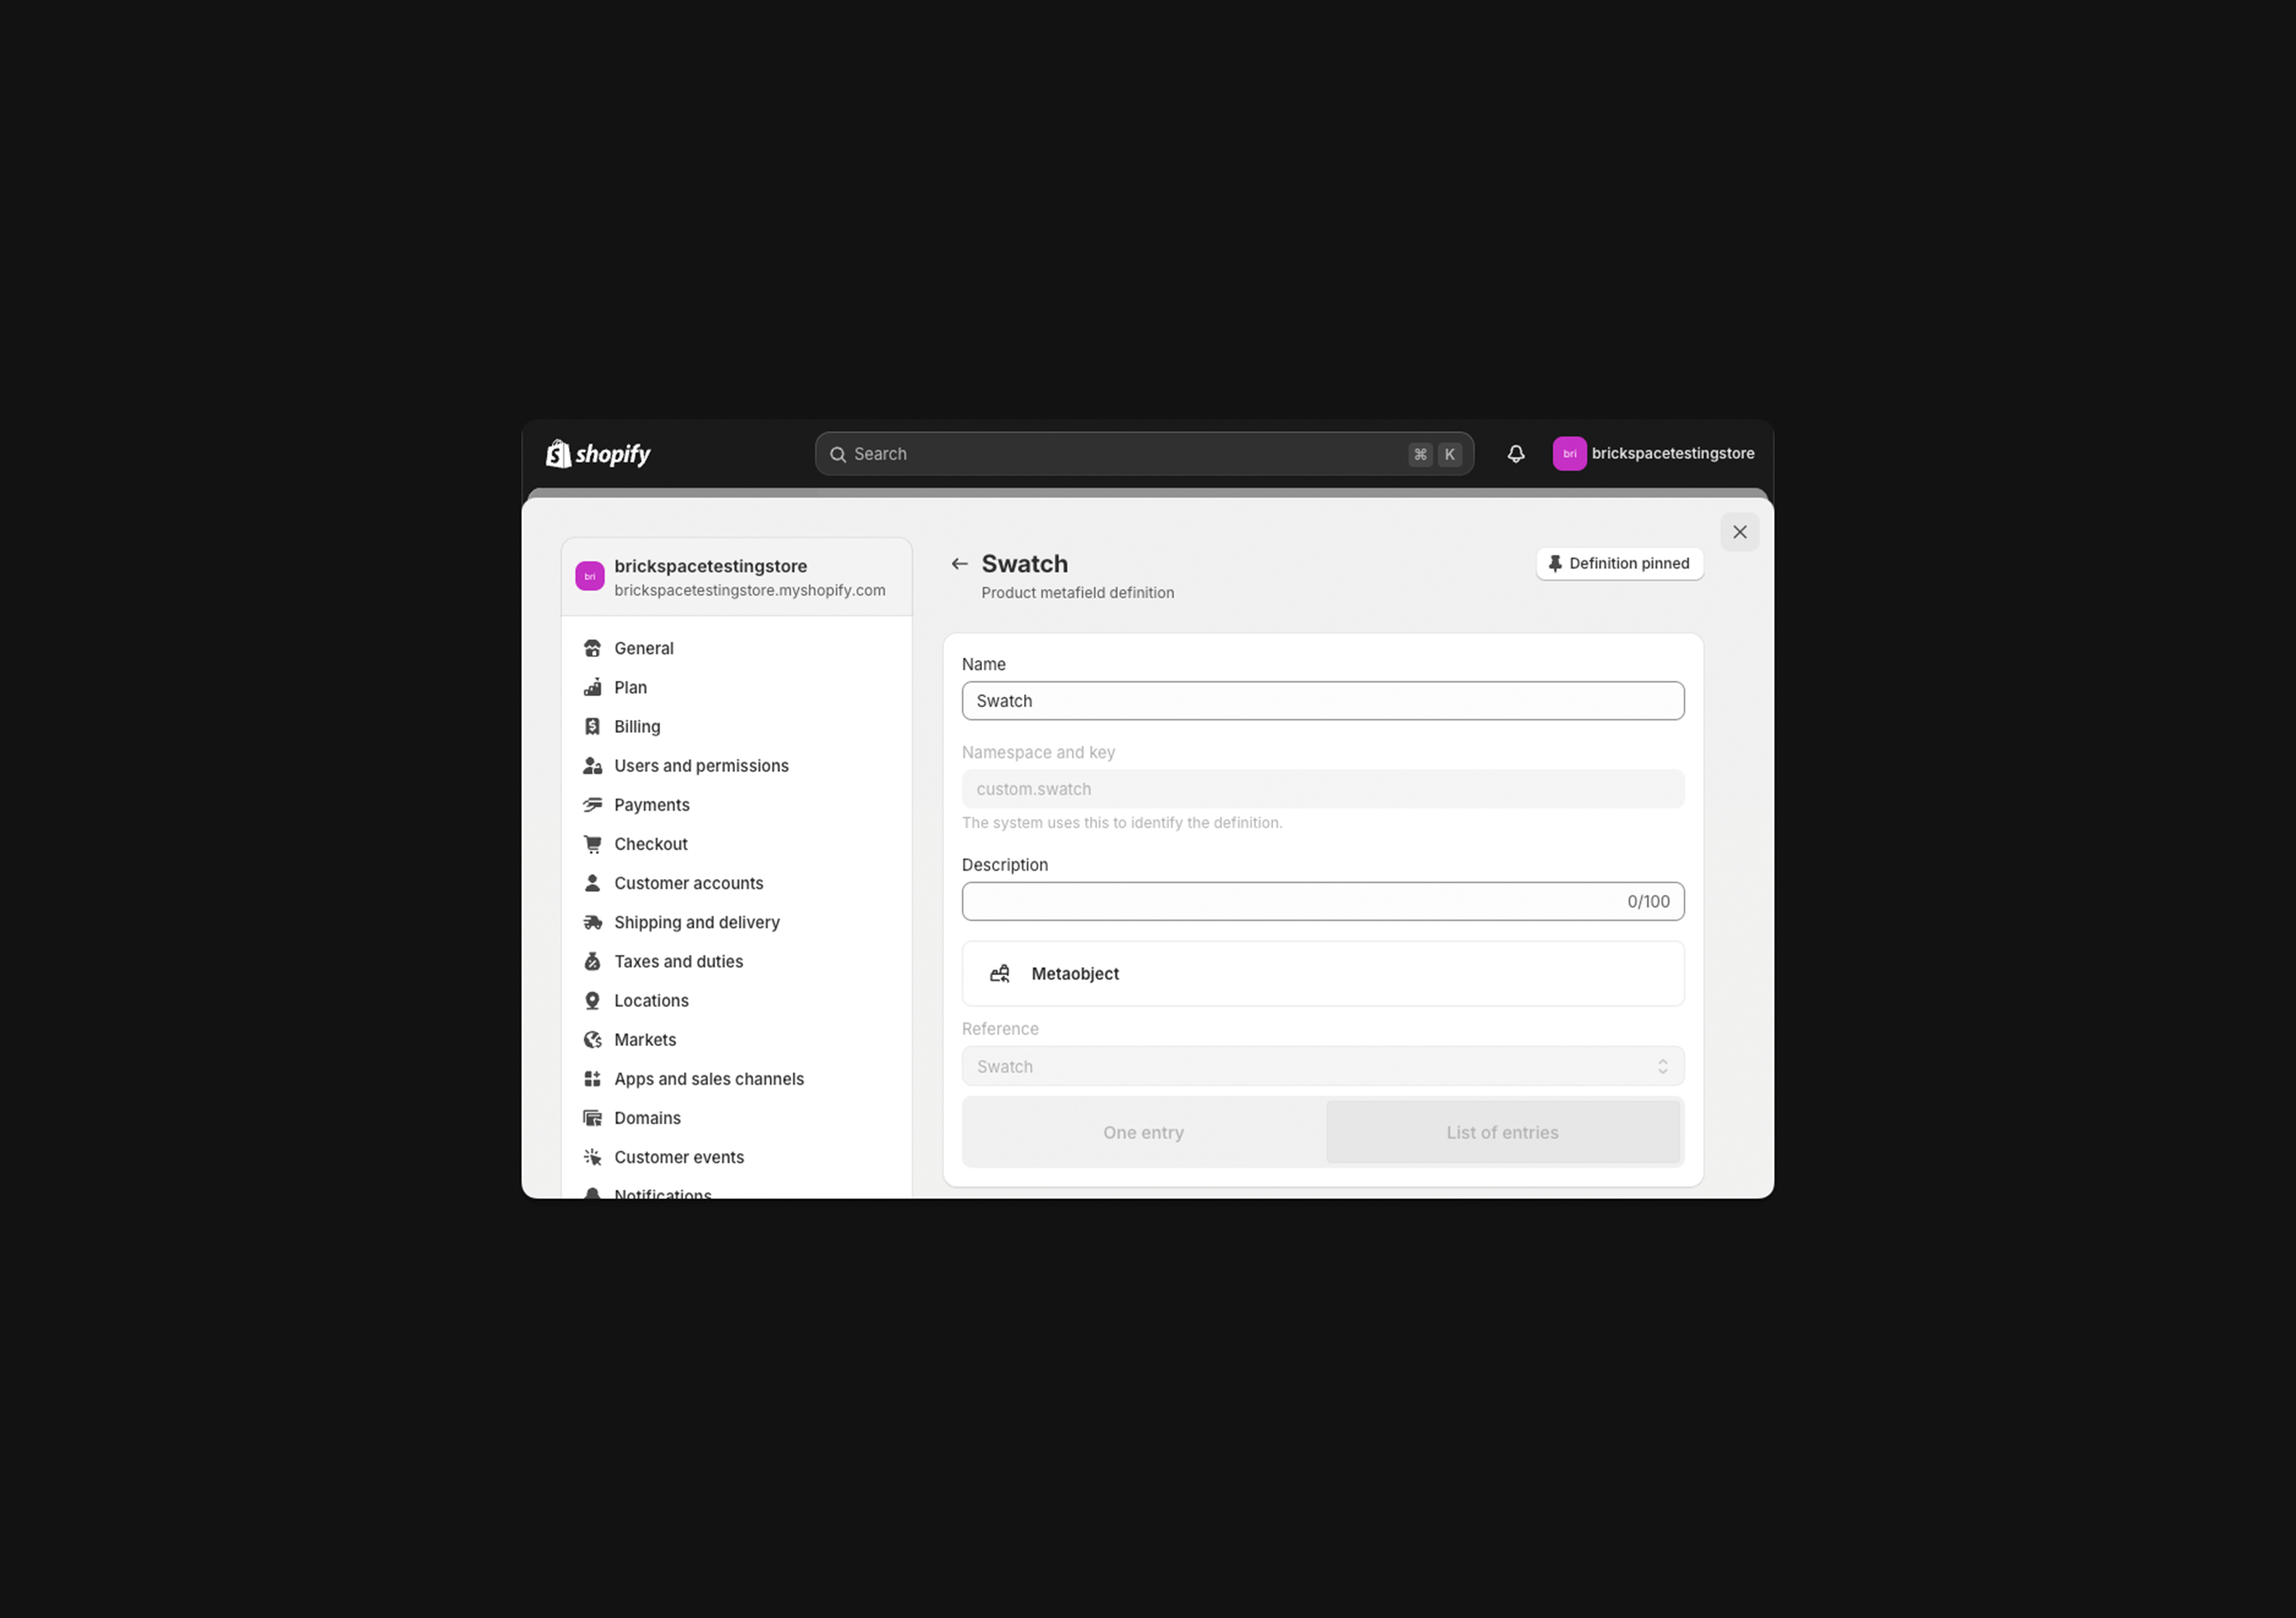 shopify
Search
⌘ K
bri
brickspacetestingstore
bri
brickspacetestingstore
brickspacetestingstore.myshopify.com
General
Plan
Billing
Users and permissions
Payments
Checkout
Customer accounts
Shipping and delivery
Taxes and duties
Locations
Markets
Apps and sales channels
Domains
Customer events
Notifications
Swatch
Product metafield definition
Definition pinned
Name
Swatch
Namespace and key
custom.swatch
The system uses this to identify the definition.
Description
0/100
Metaobject
Reference
Swatch
One entry
List of entries